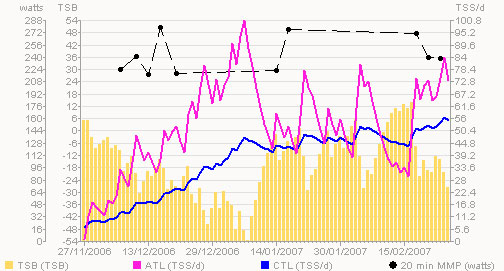 watts TSB TSS/d
288 54 100.8
272 48 95.2
256 42 89.6
240 36 84
224 30 78.4
208 24 72.8
192 18 67.2
176 12 61.6
160 6 56
144 0 50.4
128 -6 44.8
112 -12 39.2
96 -18 33.6
80 -24 28
64 -30 22.4
48 -36 16.8
32 -42 11.2
16 -48 5.6
0 -54 0
27/11/2006 13/12/2006 29/12/2006 14/01/2007 30/01/2007 15/02/2007
TSB (TSB) ATL (TSS/d) CTL (TSS/d) 20 min MMP (watts)